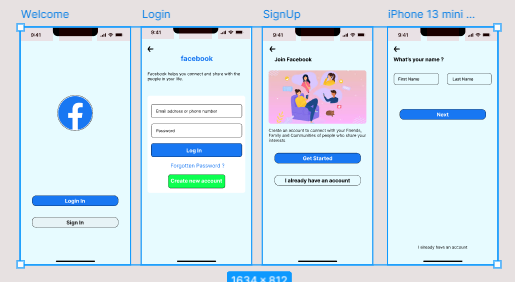 Welcome
Login
SignUp
iPhone 13 mini ...
9:41
9:41
9:41
9:41
Login In
Sign In
facebook
Facebook helps you connect and share with the
people in your life.
Email address or phone number
Password
Log In
Forgotten Password ?
Create new account
Join Facebook
Create an account to connect with your Friends,
Family and Communities of people who share your
interests
Get Started
I already have an account
What's your name ?
First Name
Last Name
Next
I already have an account
1634 × 812